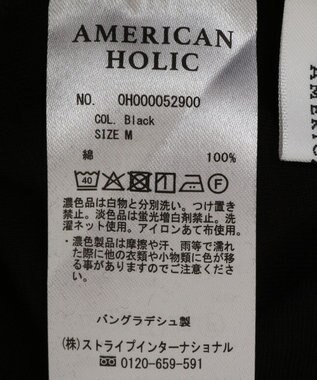 AMERICAN
HOLIC
NO. 0H000052900
COL. Black
SIZE M
綿 100%
40
濃色品は白物と分別洗い。つけ置き
禁止。淡色品は蛍光増白剤禁止。洗
濯ネット使用。アイロンあて布使用。
・濃色製品は摩擦や汗、雨等で濡れ
た際に他の衣類や小物類に色が移
る事がありますのでご注意くださ
い。
バングラデシュ製
(株)ストライプインターナショナル
0120-659-591